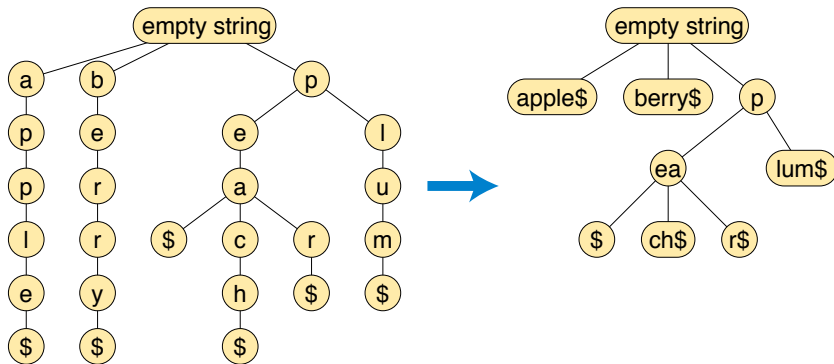 empty string empty string
a b p apple$ berry$ p
p e e l
p r a u ea lum$
l r $ c r m $ ch$ r$
e y h $ $
$ $ $